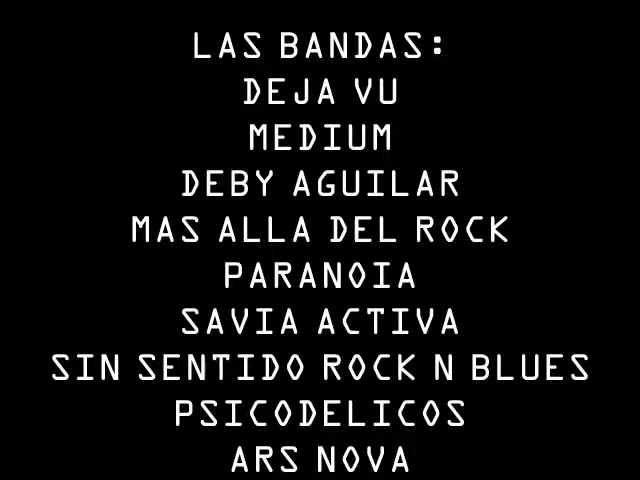 LAS BANDAS:
DEJA VU
MEDIUM
DEBY AGUILAR
MAS ALLA DEL ROCK
PARANOIA
SAVIA ACTIVA
SIN SENTIDO ROCK N BLUES
PSICODELICOS
ARS NOVA